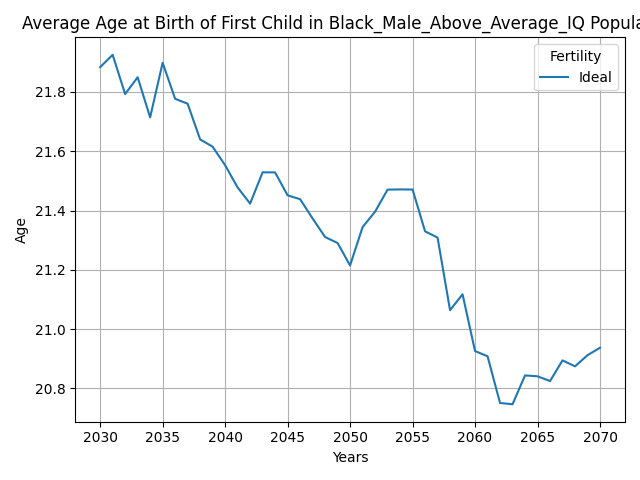 Average Age at Birth of First Child in Black_Male_Above_Average_IQ Popula
Fertility
Ideal
21.8
21.6
21.4
21.2
21.0
20.8
Age
2030 2035 2040 2045 2050 2055 2060 2065 2070
Years